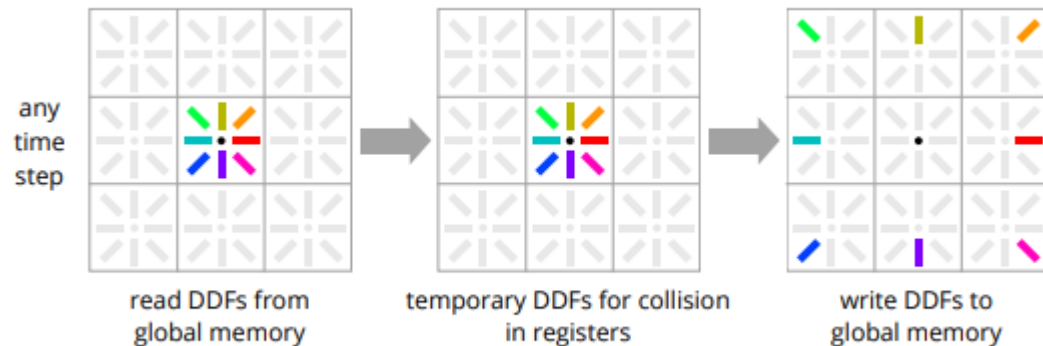 any
time
step
read DDFs from
global memory
temporary DDFs for collision
in registers
write DDFs to
global memory